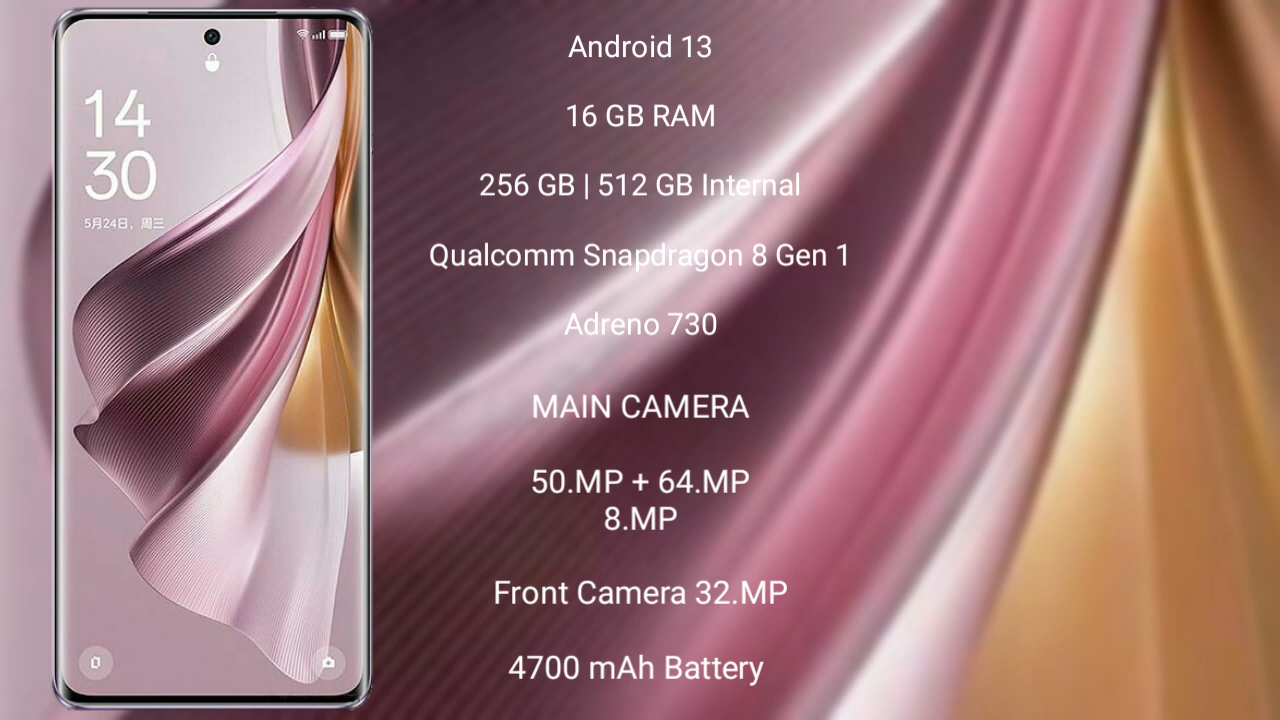 14
30
5月24日，周三
Android 13
16 GB RAM
256 GB | 512 GB Internal
Qualcomm Snapdragon 8 Gen 1
Adreno 730
MAIN CAMERA
50.MP + 64.MP
8.MP
Front Camera 32.MP
4700 mAh Battery